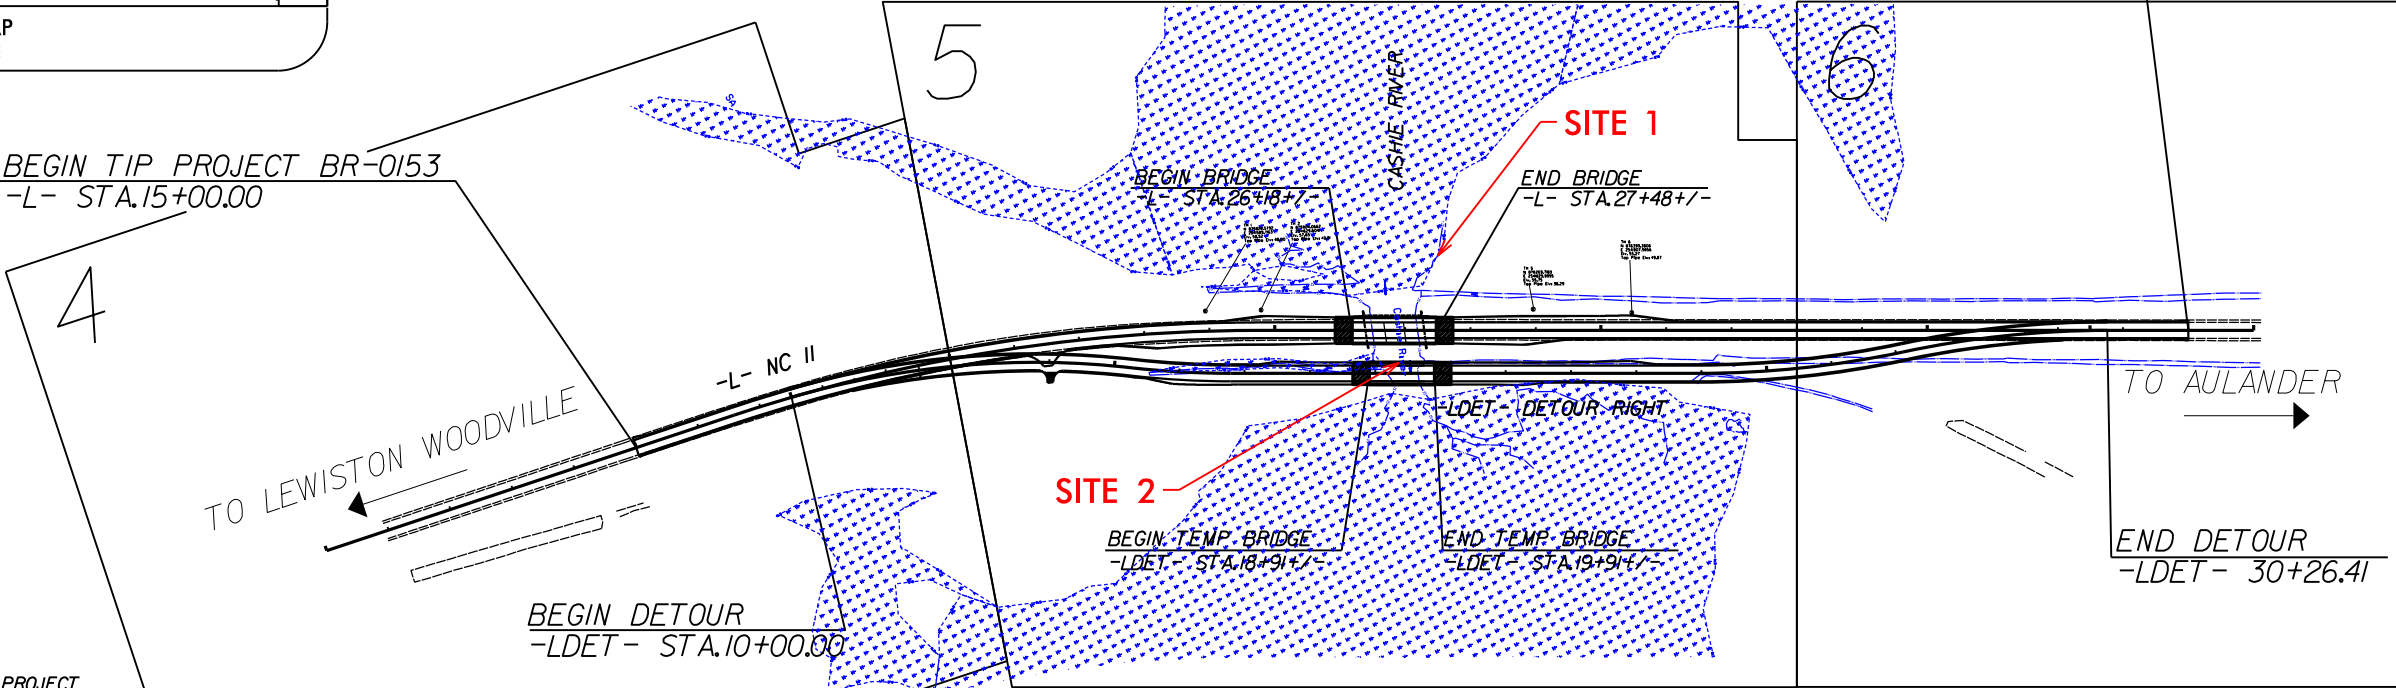 P
5
6
CASHIE RIVER
SITE 1
SA
BEGIN TIP PROJECT BR-0153
-L- STA.15+00.00
BEGIN BRIDGE
-L- STA.26+18+/-
END BRIDGE
-L- STA.27+48+/-
4
-L- NC 11
TO LEWISTON WOODVILLE
TO AULANDER
-LDET- DETOUR RIGHT
SITE 2
BEGIN TEMP BRIDGE
-LDET- STA.18+91+/-
END TEMP BRIDGE
-LDET- STA.19+91+/-
END DETOUR
-LDET- 30+26.41
BEGIN DETOUR
-LDET- STA.10+00.00
PROJECT